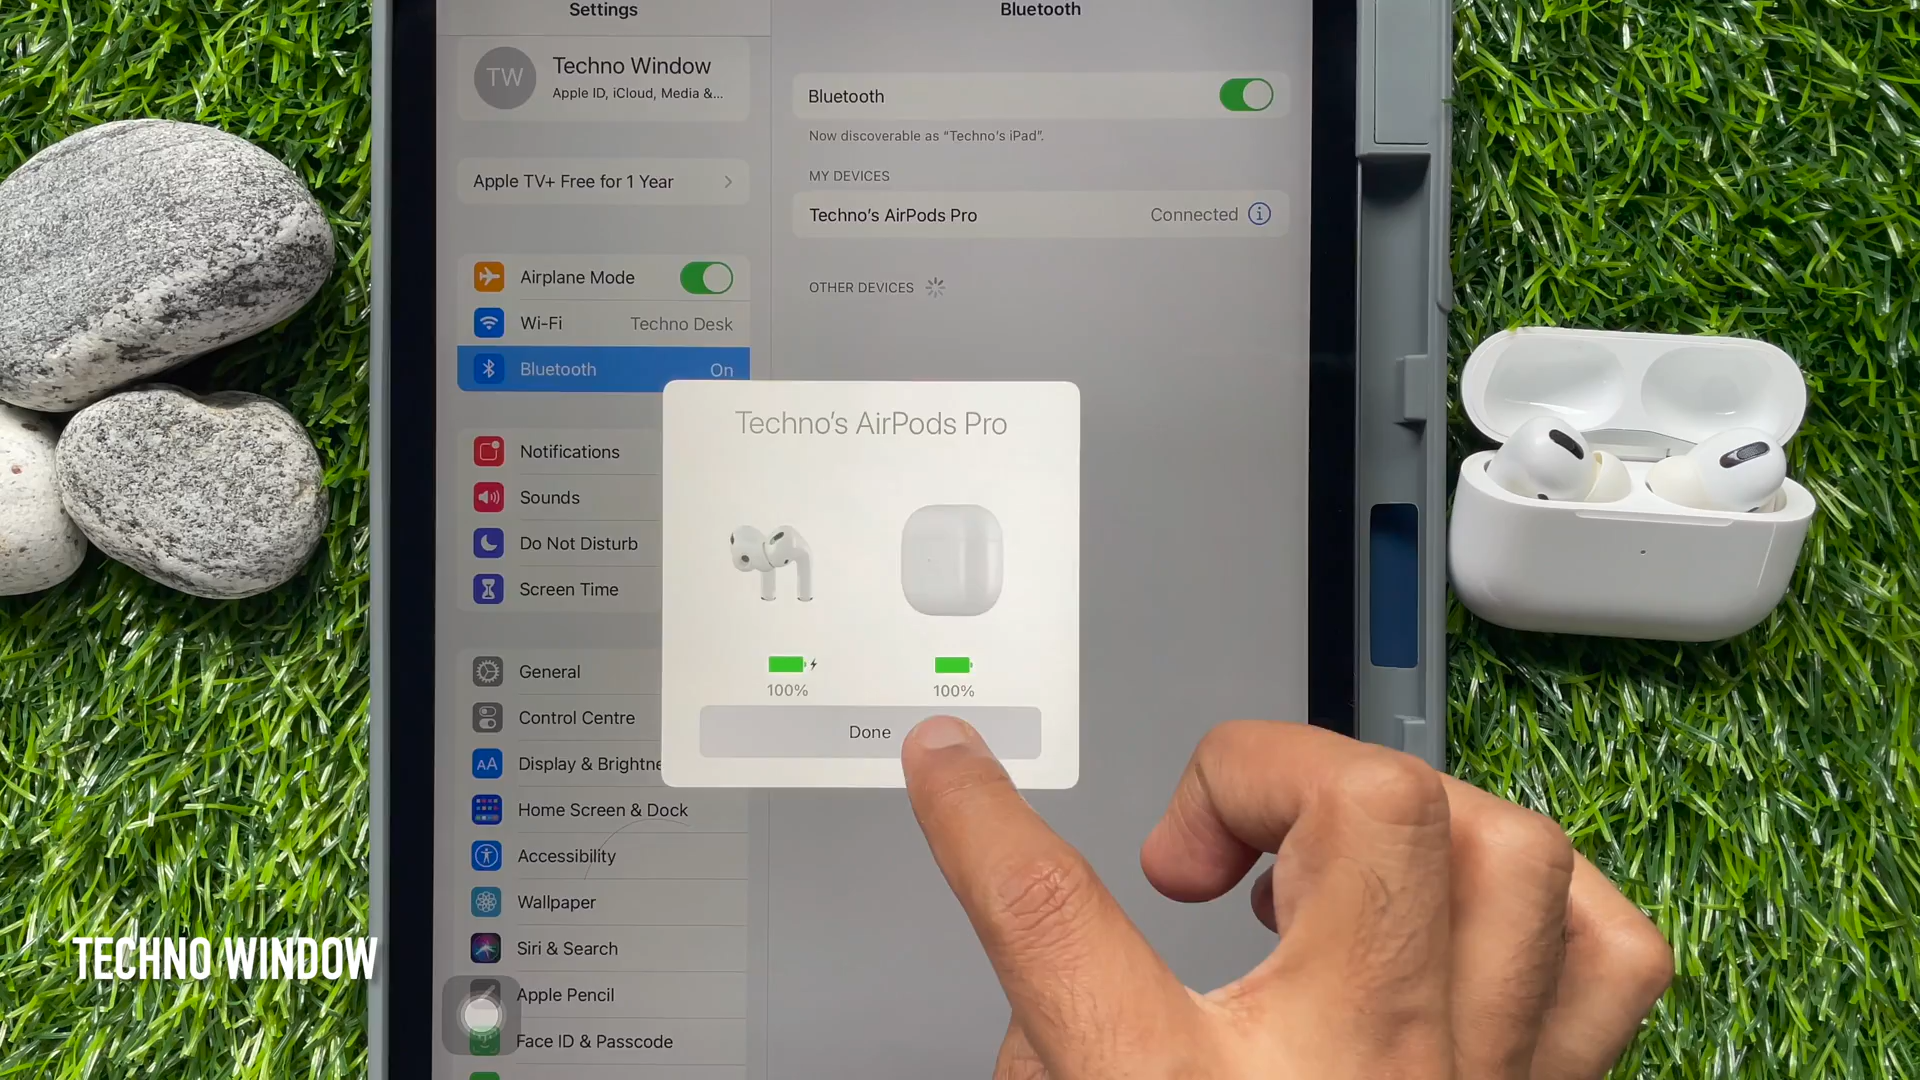 Settings
TW
Techno Window
Apple ID, iCloud, Media &...
Apple TV+ Free for 1 Year
Airplane Mode
Wi-Fi
Techno Desk
Bluetooth
On
Notifications
Sounds
Do Not Disturb
Screen Time
General
Control Centre
AA
Display & Brightne
Home Screen & Dock
Accessibility
Wallpaper
Siri & Search
Apple Pencil
Face ID & Passcode
Bluetooth
Bluetooth
Now discoverable as “Techno’s iPad”.
MY DEVICES
Techno’s AirPods Pro
Connected
OTHER DEVICES
Techno’s AirPods Pro
100%
100%
Done
TECHNO WINDOW